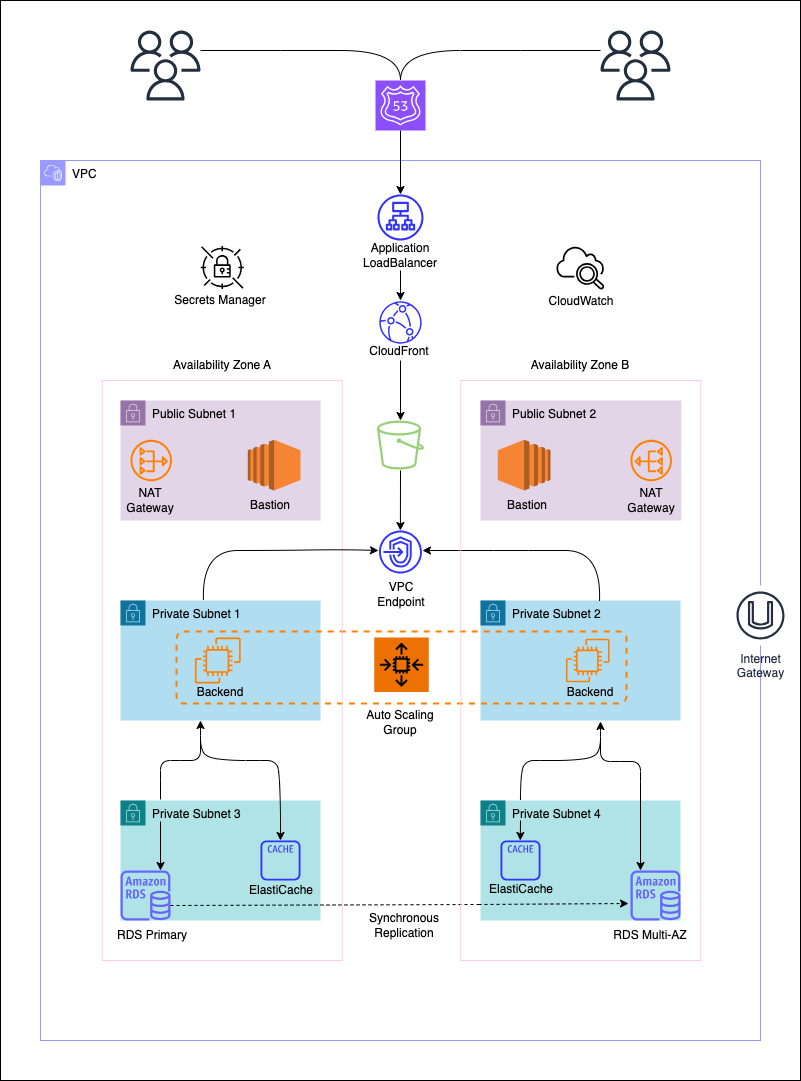 53
VPC
Application
LoadBalancer
Secrets Manager
CloudWatch
CloudFront
Availability Zone A
Availability Zone B
Public Subnet 1
Public Subnet 2
NAT
Gateway
Bastion
Bastion
NAT
Gateway
VPC
Endpoint
Private Subnet 1
Private Subnet 2
Backend
Backend
Internet
Gateway
Auto Scaling
Group
Private Subnet 3
Private Subnet 4
CACHE
ElastiCache
CACHE
ElastiCache
Amazon
RDS
Amazon
RDS
Synchronous
Replication
RDS Primary
RDS Multi-AZ